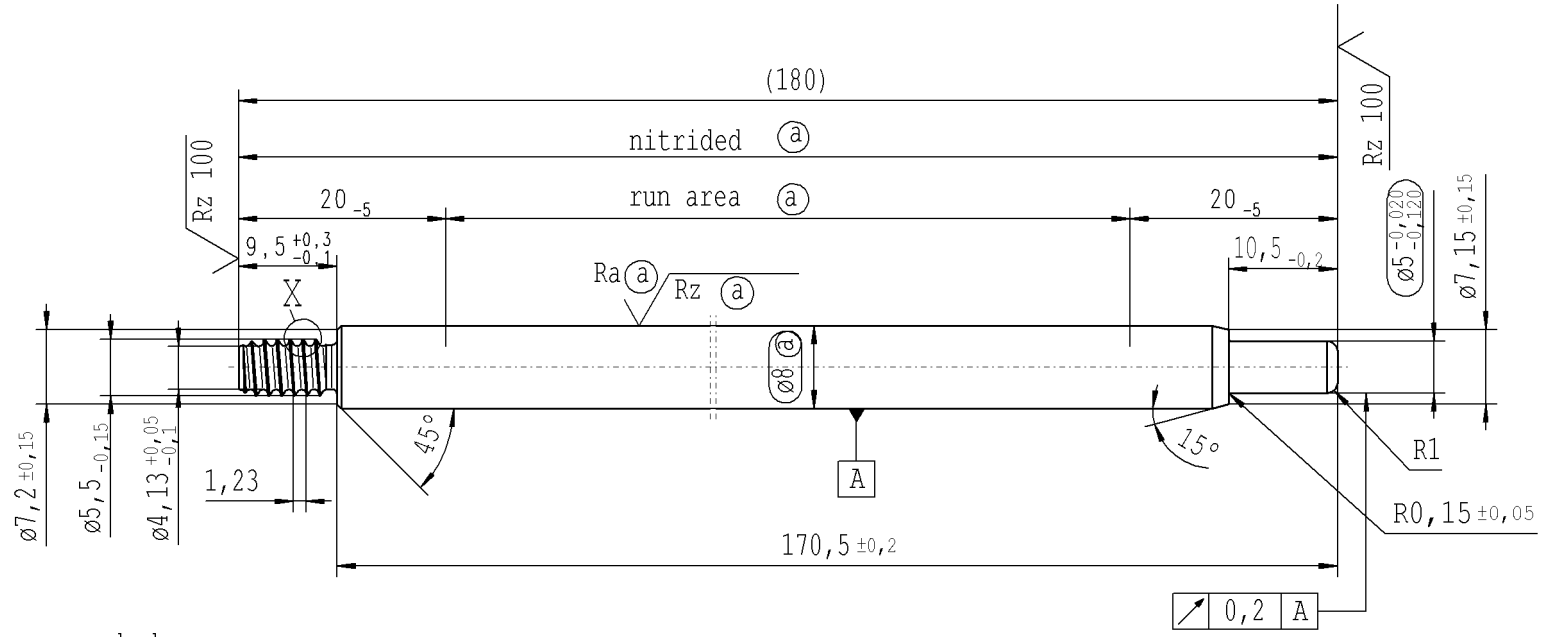 (180)
nitrided a
Rz 100
Rz 100
20 -5
run area a
20 -5
ø5 -0,020 -0,120
ø7,15 ±0,15
9,5 +0,3 -0,1
10,5 -0,2
Ra a
Rz a
X
ø8 a
ø7,2 ±0,15
ø5,5 -0,15
ø4,13 +0,05 -0,1
45°
15°
1,23
A
R1
R0,15 ±0,05
170,5 ±0,2
0,2 A